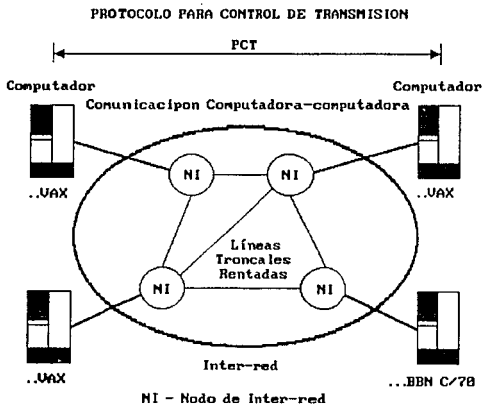 PROTOCOLO PARA CONTROL DE TRANSMISION
PCT
Computador
Computador
Comunicacipon Computadora-computadora
NI
NI
..VAX
..VAX
Líneas
Troncales
Rentadas
NI
NI
Inter-red
..VAX
...BBN C/70
NI - Nodo de Inter-red